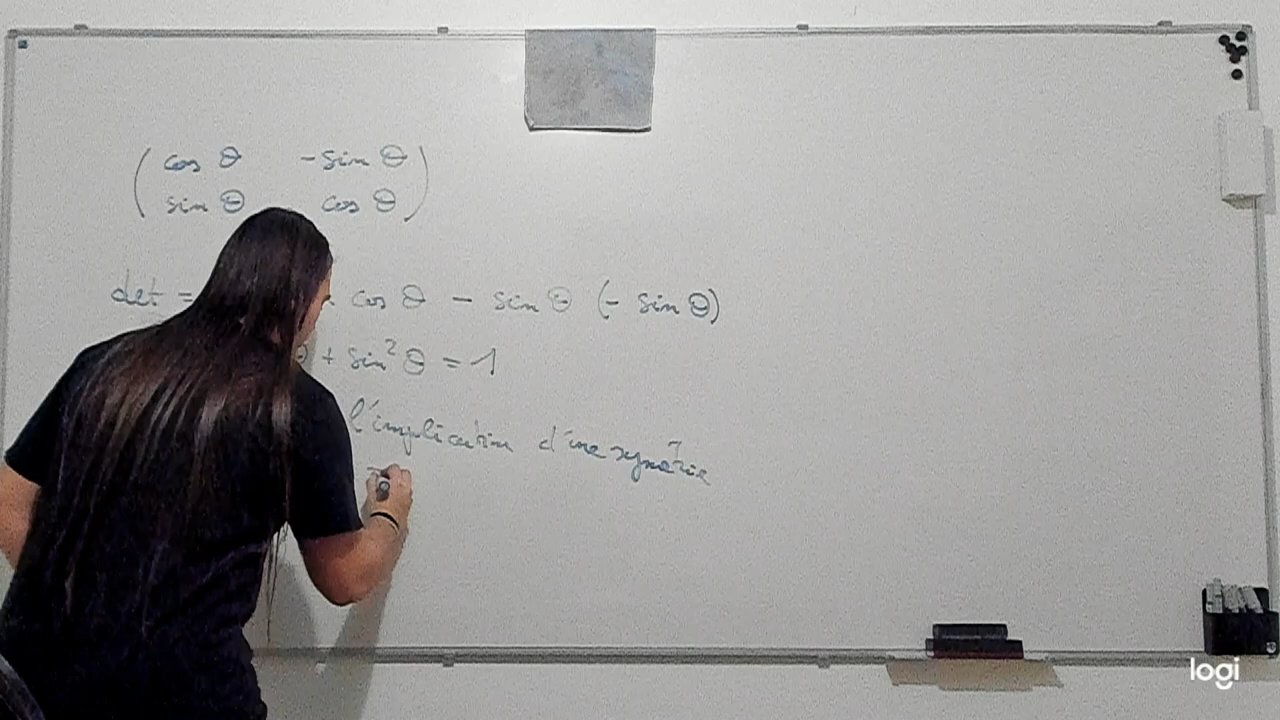 ( cos θ -sin θ )
( sin θ cos θ )
det = cos θ - sin θ (- sin θ)
θ + sin² θ = 1
l'implication d'une symétrie
logi